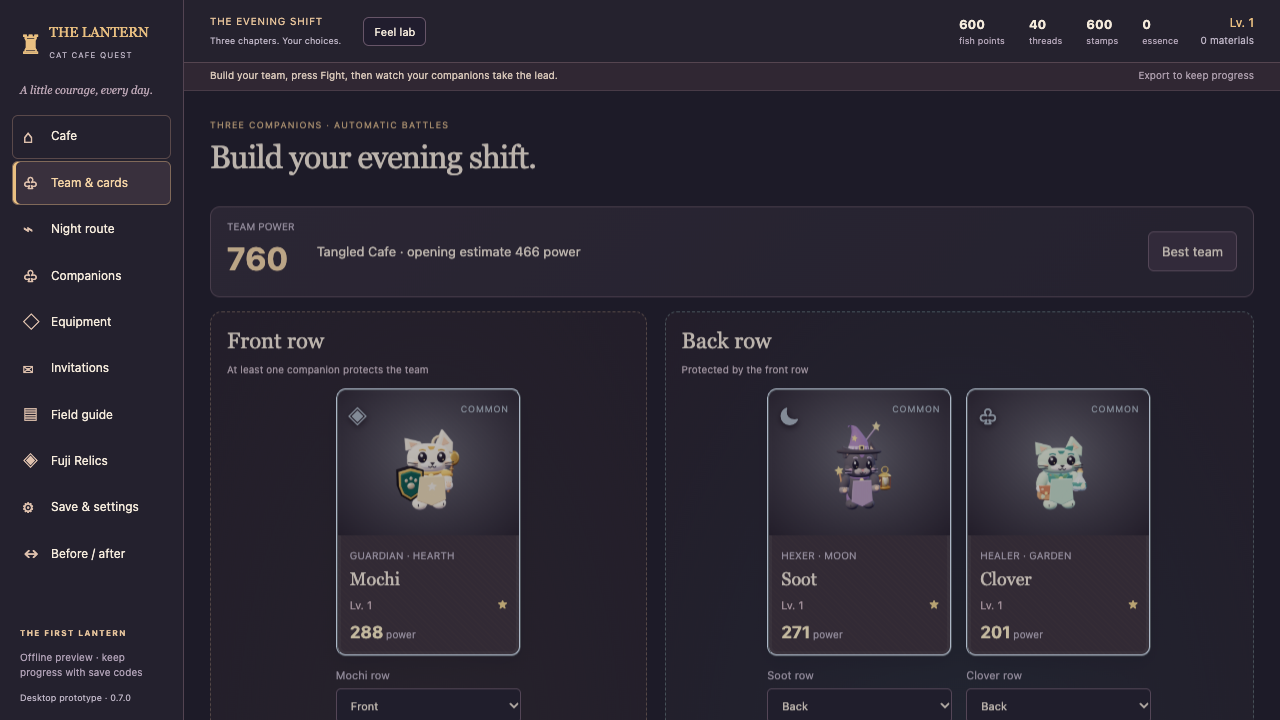 THE LANTERN
CAT CAFE QUEST
A little courage, every day.
Cafe
Team & cards
Night route
Companions
Equipment
Invitations
Field guide
Fuji Relics
Save & settings
Before / after
THE FIRST LANTERN
Offline preview · keep
progress with save codes
Desktop prototype · 0.7.0
THE EVENING SHIFT
Three chapters. Your choices.
Feel lab
600
fish points
40
threads
600
stamps
0
essence
Lv. 1
0 materials
Build your team, press Fight, then watch your companions take the lead.
Export to keep progress
THREE COMPANIONS · AUTOMATIC BATTLES
Build your evening shift.
TEAM POWER
760
Tangled Cafe · opening estimate 466 power
Best team
Front row
At least one companion protects the team
COMMON
GUARDIAN · HEARTH
Mochi
Lv. 1
288 power
Mochi row
Front
Back row
Protected by the front row
COMMON
HEXER · MOON
Soot
Lv. 1
271 power
Soot row
Back
COMMON
HEALER · GARDEN
Clover
Lv. 1
201 power
Clover row
Back